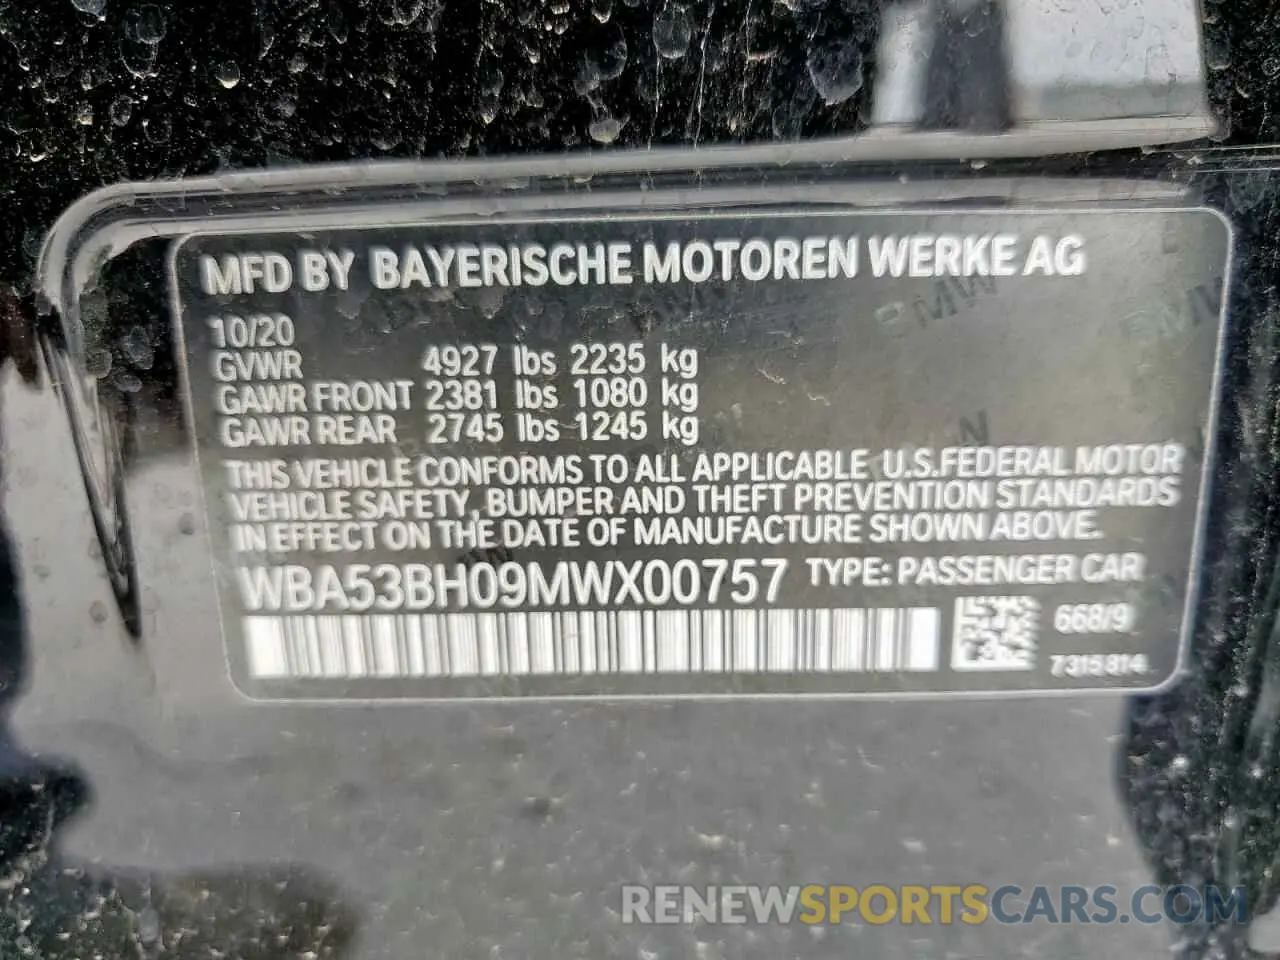 MFD BY BAYERISCHE MOTOREN WERKE AG
10/20
GVWR 4927 lbs 2235 kg
GAWR FRONT 2381 lbs 1080 kg
GAWR REAR 2745 lbs 1245 kg
THIS VEHICLE CONFORMS TO ALL APPLICABLE U.S.FEDERAL MOTOR
VEHICLE SAFETY, BUMPER AND THEFT PREVENTION STANDARDS
IN EFFECT ON THE DATE OF MANUFACTURE SHOWN ABOVE.
WBA53BH09MWX00757 TYPE: PASSENGER CAR
668/9
7315814
RENEWSPORTSCARS.COM